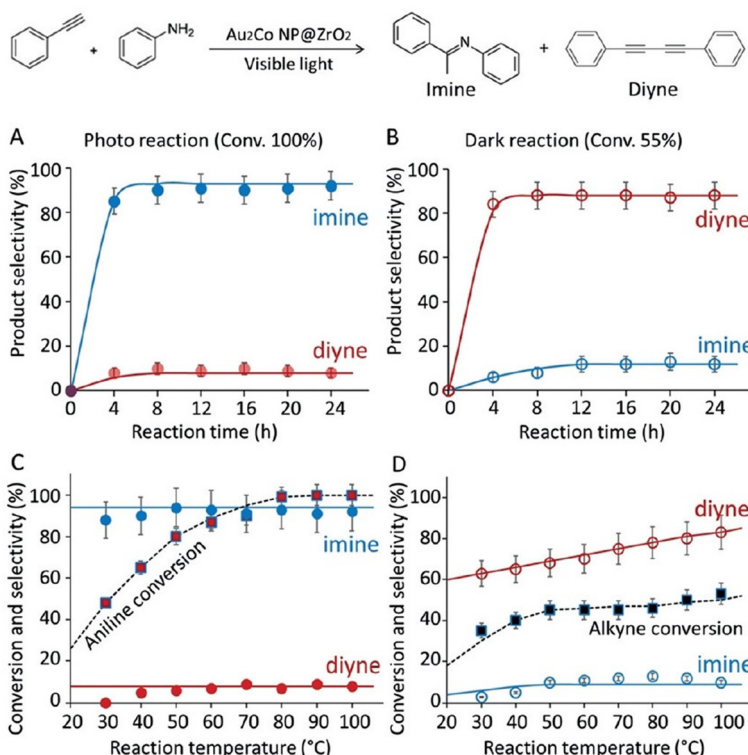 NH₂
+
Au₂Co NP@ZrO₂
Visible light
N
Imine
+
Diyne
A
Photo reaction (Conv. 100%)
Product selectivity (%)
100
80
60
40
20
0
imine
diyne
0 4 8 12 16 20 24
Reaction time (h)
B
Dark reaction (Conv. 55%)
Product selectivity (%)
100
80
60
40
20
0
diyne
imine
0 4 8 12 16 20 24
Reaction time (h)
C
Conversion and selectivity (%)
100
80
60
40
20
0
imine
Aniline conversion
diyne
20 30 40 50 60 70 80 90 100
Reaction temperature (°C)
D
Conversion and selectivity (%)
100
80
60
40
20
0
diyne
Alkyne conversion
imine
20 30 40 50 60 70 80 90 100
Reaction temperature (°C)